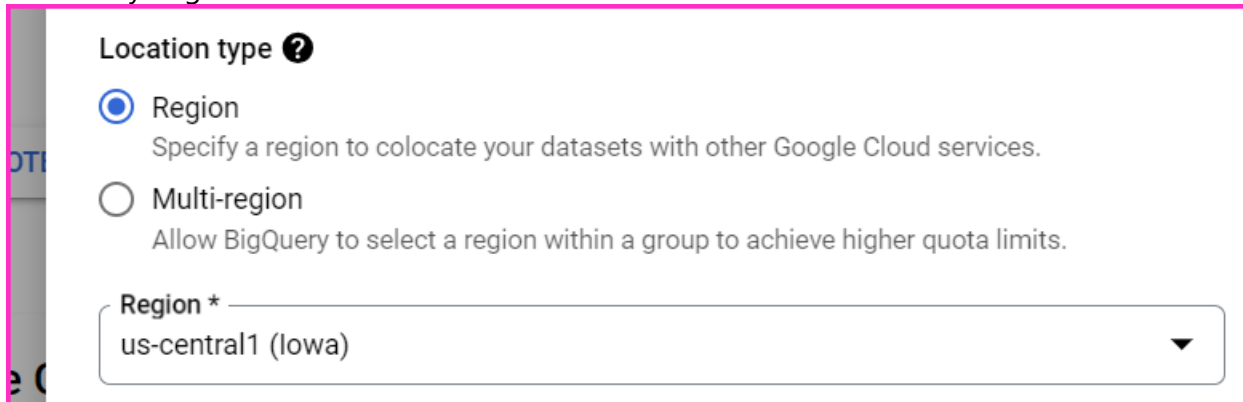 Location type
Region
Specify a region to colocate your datasets with other Google Cloud services.
OTE
Multi-region
Allow BigQuery to select a region within a group to achieve higher quota limits.
Region *
us-central1 (Iowa)